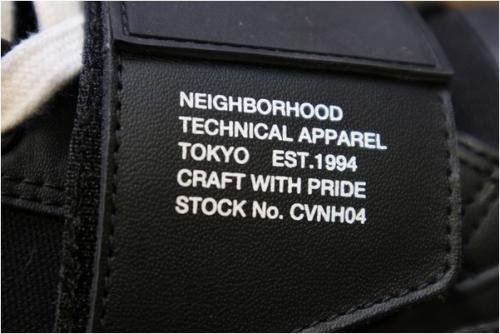 NEIGHBORHOOD
TECHNICAL APPAREL
TOKYO EST.1994
CRAFT WITH PRIDE
STOCK No. CVNH04